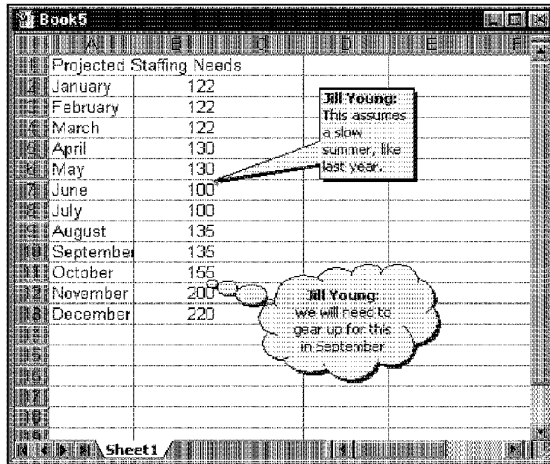 Book5
A B C D E F
1 Projected Staffing Needs
2 January 122
3 February 122
4 March 122
5 April 130
6 May 130
7 June 100
8 July 100
9 August 135
10 September 135
11 October 155
12 November 200
13 December 220
15
16
17
18
Jill Young:
This assumes
a slow
summer, like
last year.
Jill Young:
we will need to
gear up for this
in September
Sheet1